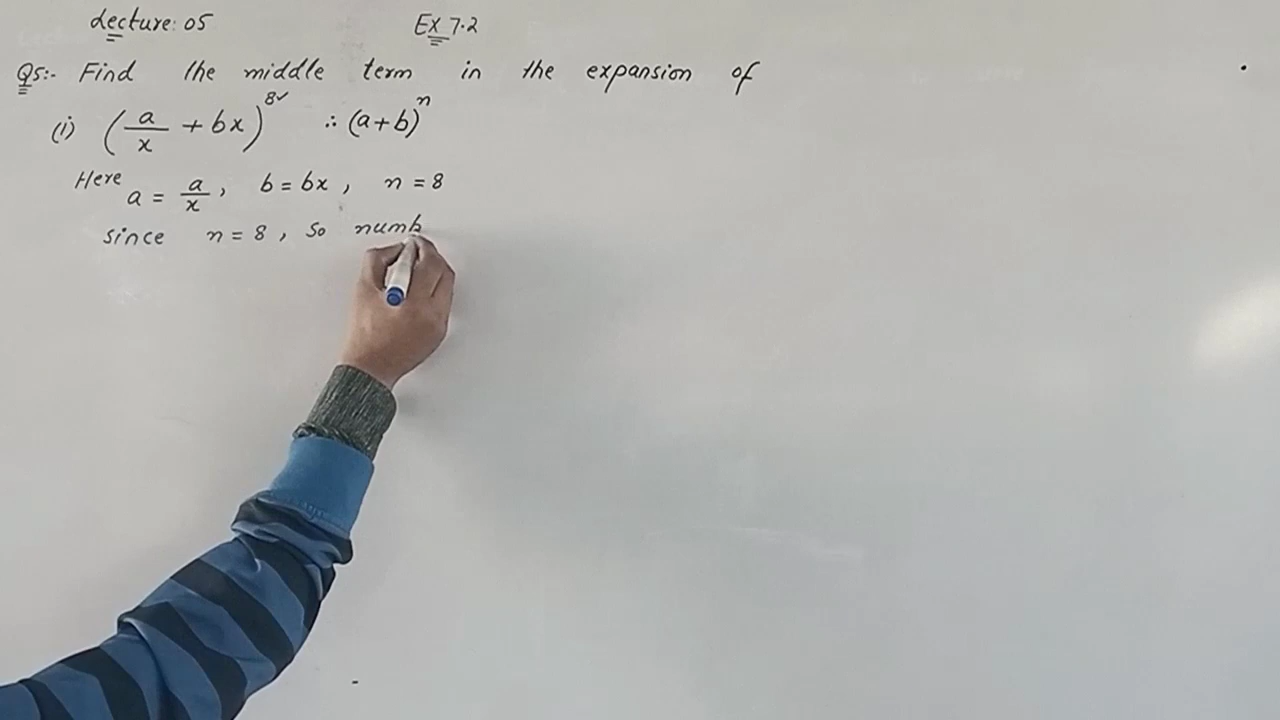 Lecture: 05 Ex 7.2
Q5:- Find the middle term in the expansion of
(i) (a/x + bx)^8 ✓ ∴ (a+b)^n
Here a = a/x , b = bx , n = 8
since n = 8 , so numb